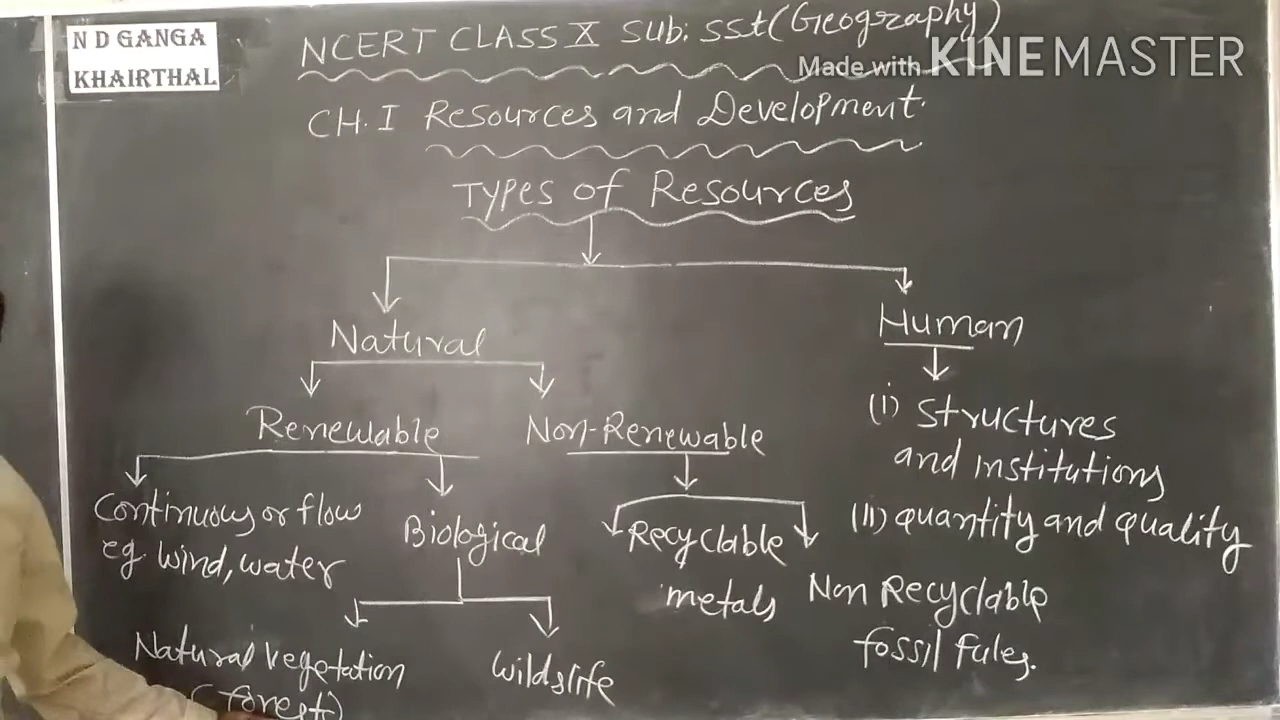 N D GANGA
KHAIRTHAL
NCERT CLASS X Sub: SSt (Geography)
Made with KINEMASTER
CH. I Resources and Development.
Types of Resources
Natural
Human
Renewable
Non-Renewable
(i) Structures
and institutions
Continuous or flow
eg. wind, water
Biological
Recyclable
metals
(ii) quantity and quality
Non Recyclable
fossil fules.
Natural vegetation
(forest)
Wildslife